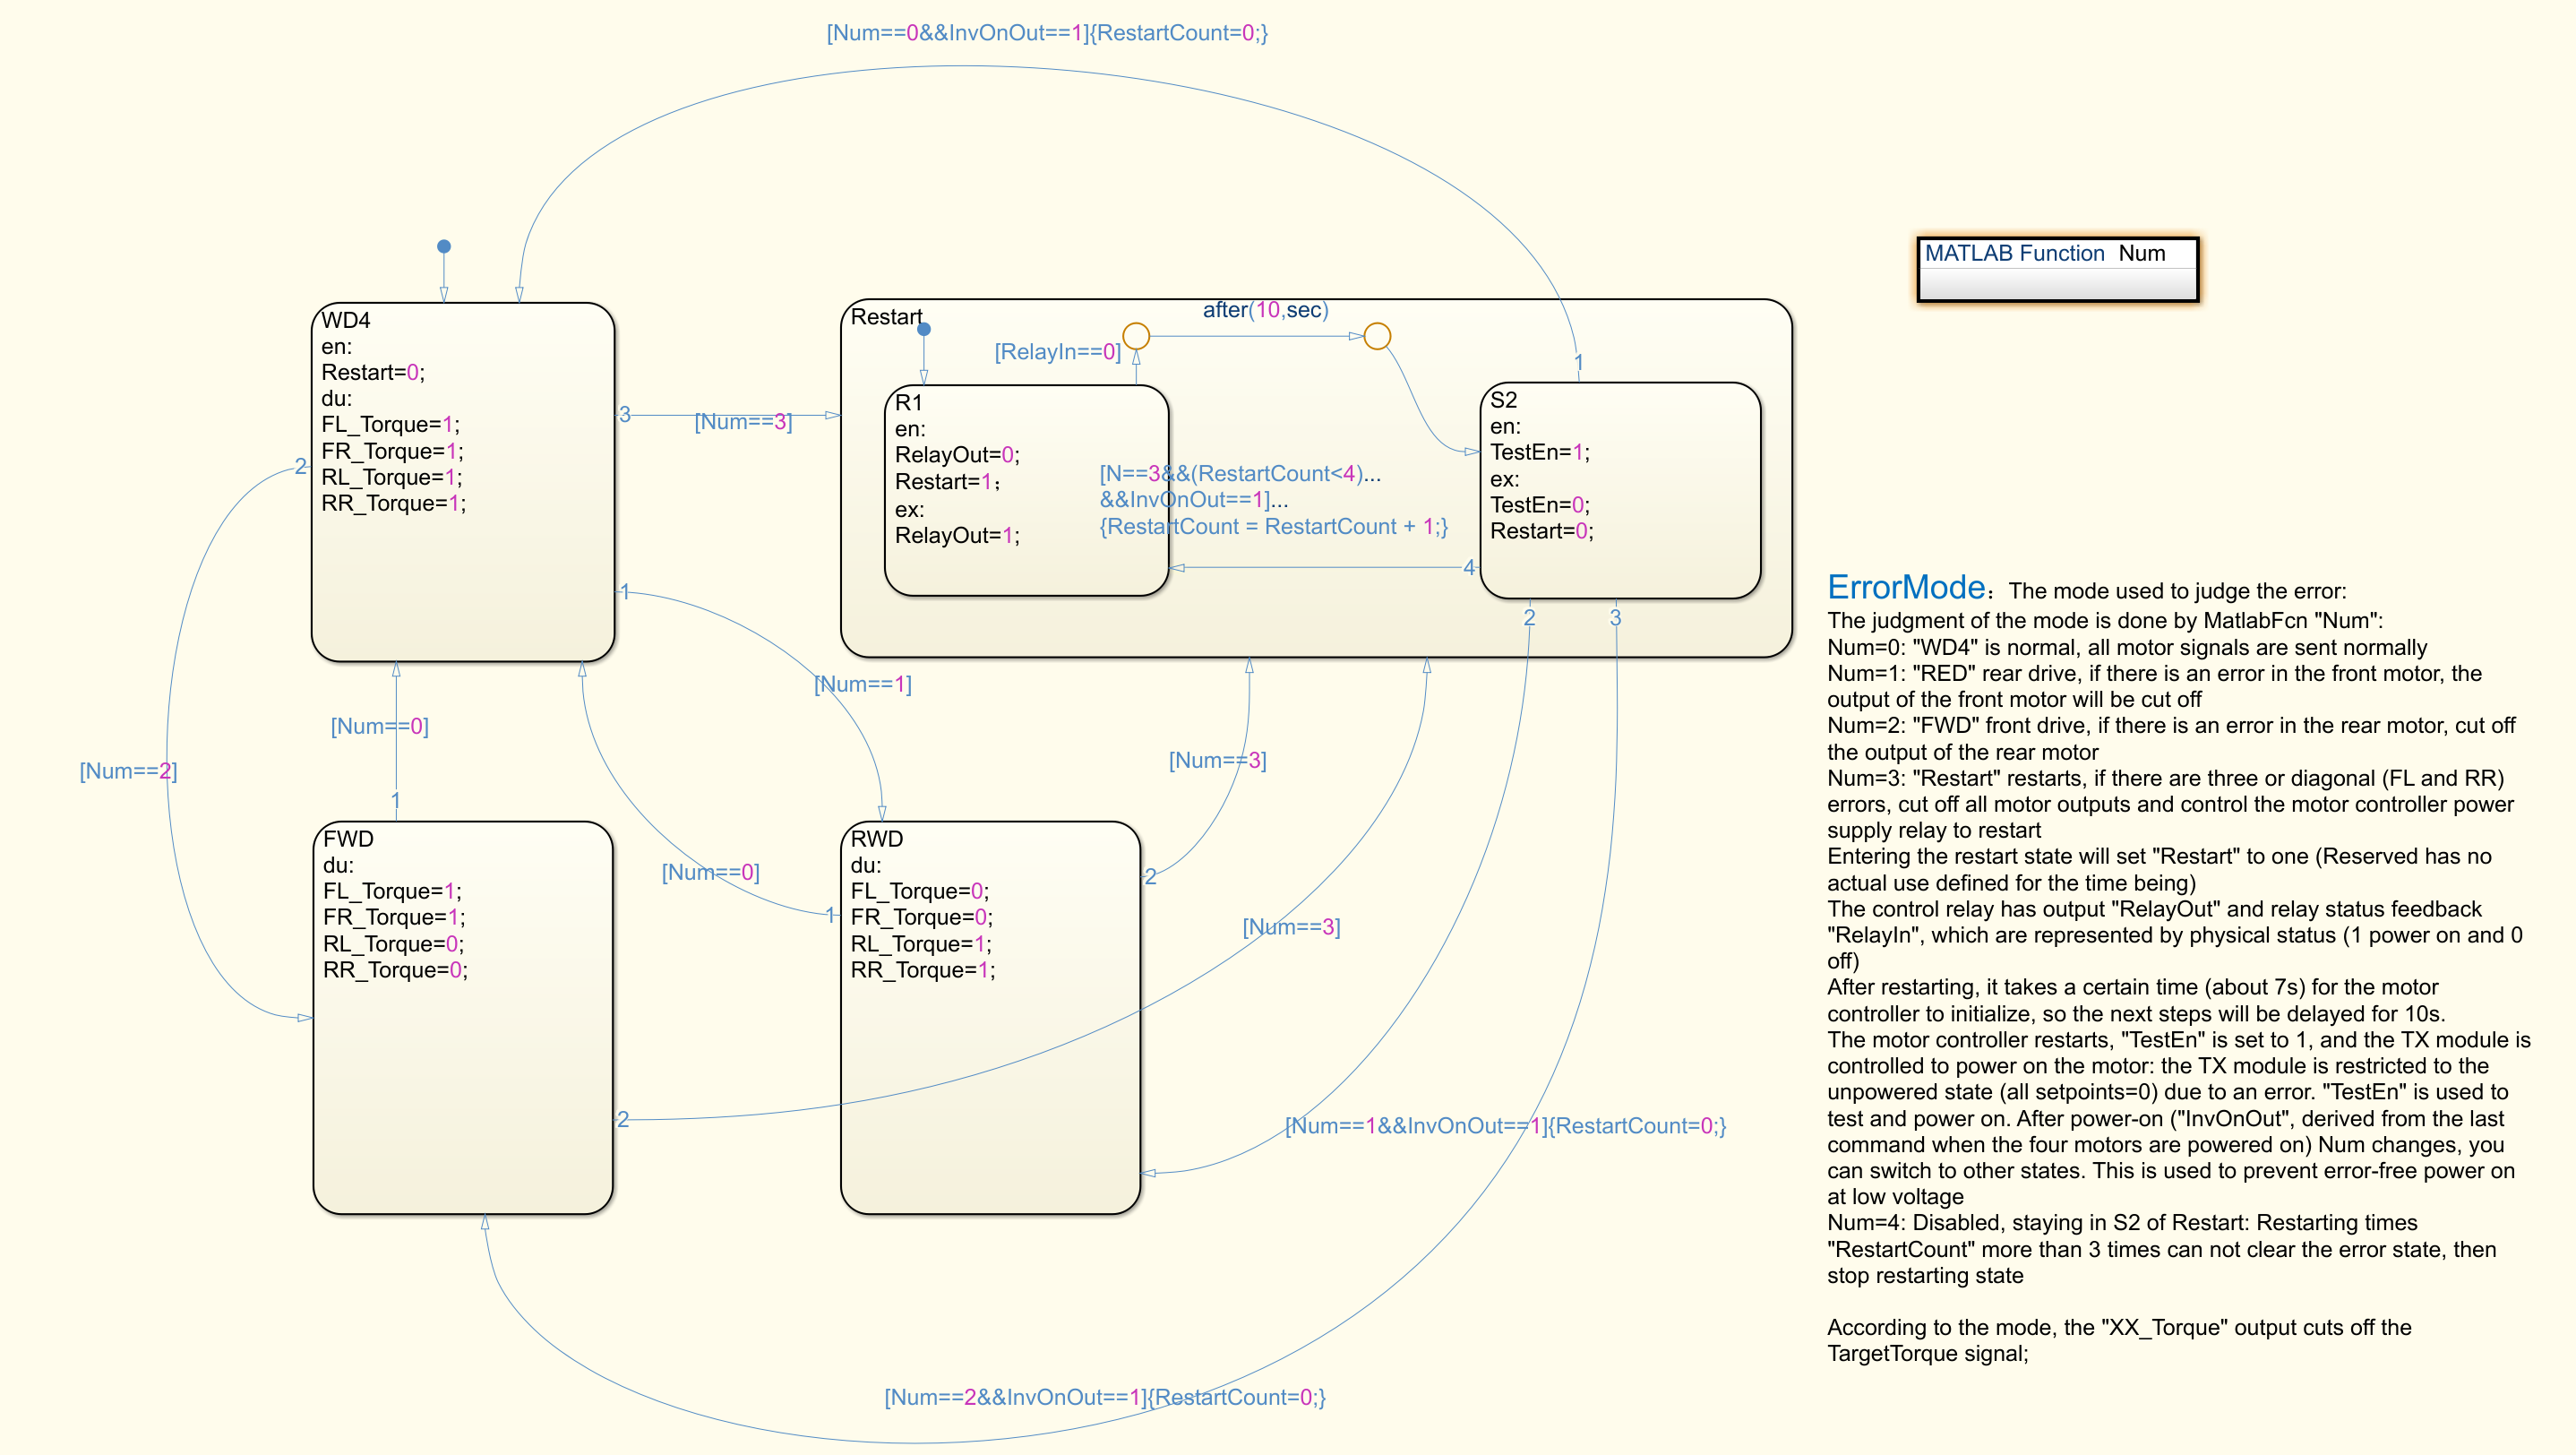 [Num==0&&InvOnOut==1]{RestartCount=0;}
MATLAB Function Num
WD4
en:
Restart=0;
du:
FL_Torque=1;
FR_Torque=1;
RL_Torque=1;
RR_Torque=1;
3
[Num==3]
2
1
[Num==2]
[Num==0]
1
[Num==1]
[Num==0]
1
Restart
after(10,sec)
[RelayIn==0]
R1
en:
RelayOut=0;
Restart=1;
ex:
RelayOut=1;
[N==3&&(RestartCount<4)...
&&InvOnOut==1]...
{RestartCount = RestartCount + 1;}
1
S2
en:
TestEn=1;
ex:
TestEn=0;
Restart=0;
4
2
3
[Num==3]
2
[Num==3]
2
FWD
du:
FL_Torque=1;
FR_Torque=1;
RL_Torque=0;
RR_Torque=0;
RWD
du:
FL_Torque=0;
FR_Torque=0;
RL_Torque=1;
RR_Torque=1;
[Num==1&&InvOnOut==1]{RestartCount=0;}
[Num==2&&InvOnOut==1]{RestartCount=0;}
ErrorMode：The mode used to judge the error:
The judgment of the mode is done by MatlabFcn "Num":
Num=0: "WD4" is normal, all motor signals are sent normally
Num=1: "RED" rear drive, if there is an error in the front motor, the
output of the front motor will be cut off
Num=2: "FWD" front drive, if there is an error in the rear motor, cut off
the output of the rear motor
Num=3: "Restart" restarts, if there are three or diagonal (FL and RR)
errors, cut off all motor outputs and control the motor controller power
supply relay to restart
Entering the restart state will set "Restart" to one (Reserved has no
actual use defined for the time being)
The control relay has output "RelayOut" and relay status feedback
"RelayIn", which are represented by physical status (1 power on and 0
off)
After restarting, it takes a certain time (about 7s) for the motor
controller to initialize, so the next steps will be delayed for 10s.
The motor controller restarts, "TestEn" is set to 1, and the TX module is
controlled to power on the motor: the TX module is restricted to the
unpowered state (all setpoints=0) due to an error. "TestEn" is used to
test and power on. After power-on ("InvOnOut", derived from the last
command when the four motors are powered on) Num changes, you
can switch to other states. This is used to prevent error-free power on
at low voltage
Num=4: Disabled, staying in S2 of Restart: Restarting times
"RestartCount" more than 3 times can not clear the error state, then
stop restarting state
According to the mode, the "XX_Torque" output cuts off the
TargetTorque signal;